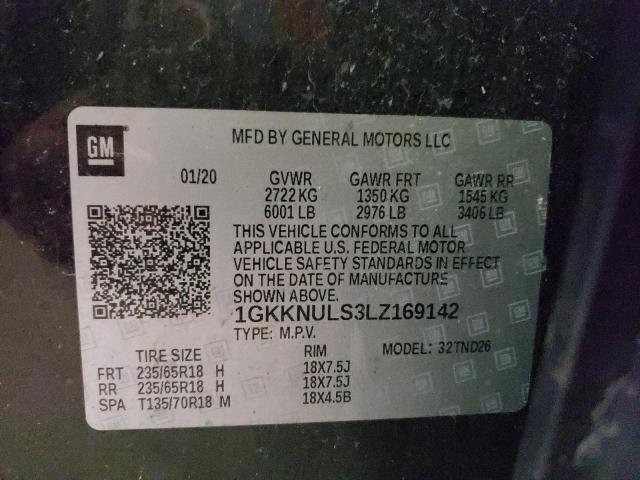 GM
MFD BY GENERAL MOTORS LLC
01/20 GVWR GAWR FRT GAWR RR
2722 KG 1350 KG 1545 KG
6001 LB 2976 LB 3406 LB
THIS VEHICLE CONFORMS TO ALL
APPLICABLE U.S. FEDERAL MOTOR
VEHICLE SAFETY STANDARDS IN EFFECT
ON THE DATE OF MANUFACTURE
SHOWN ABOVE
1GKKNULS3LZ169142
TYPE: M.P.V.
TIRE SIZE RIM MODEL: 32TND26
FRT 235/65R18 H 18X7.5J
RR 235/65R18 H 18X7.5J
SPA T135/70R18 M 18X4.5B